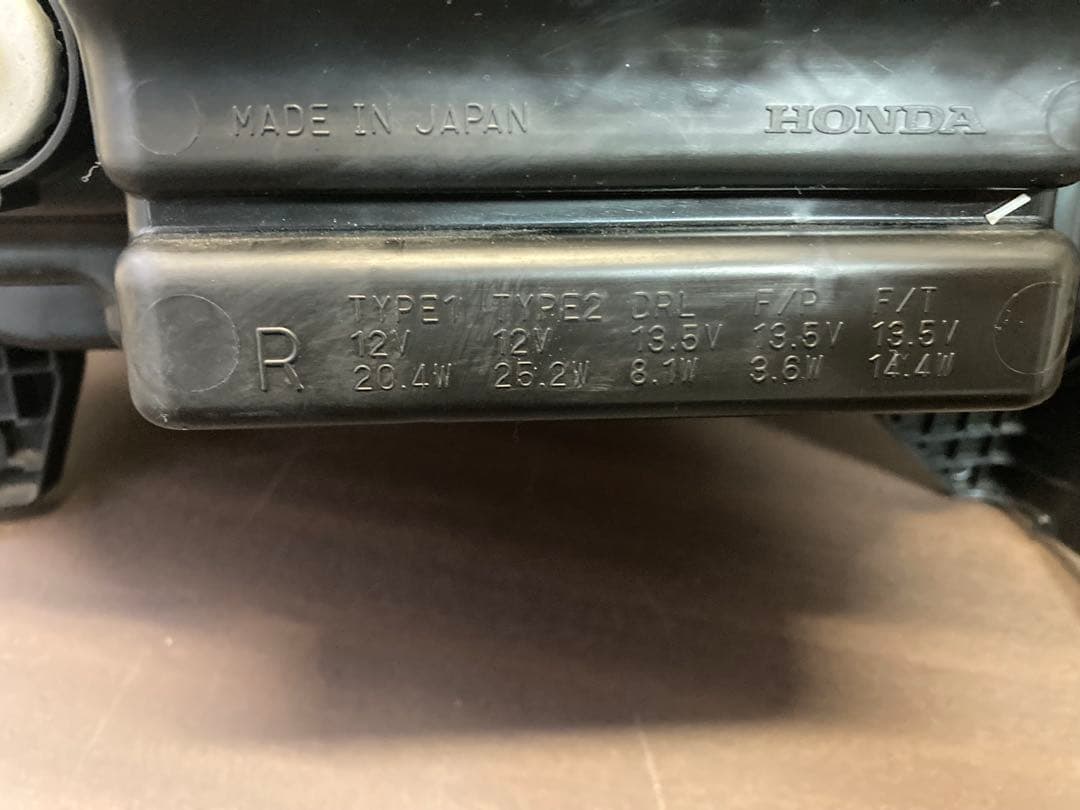 MADE IN JAPAN HONDA
R
TYPE1 TYPE2 DRL F/P F/T
12V 12V 13.5V 13.5V 13.5V
20.4W 25.2W 8.1W 3.6W 14.4W